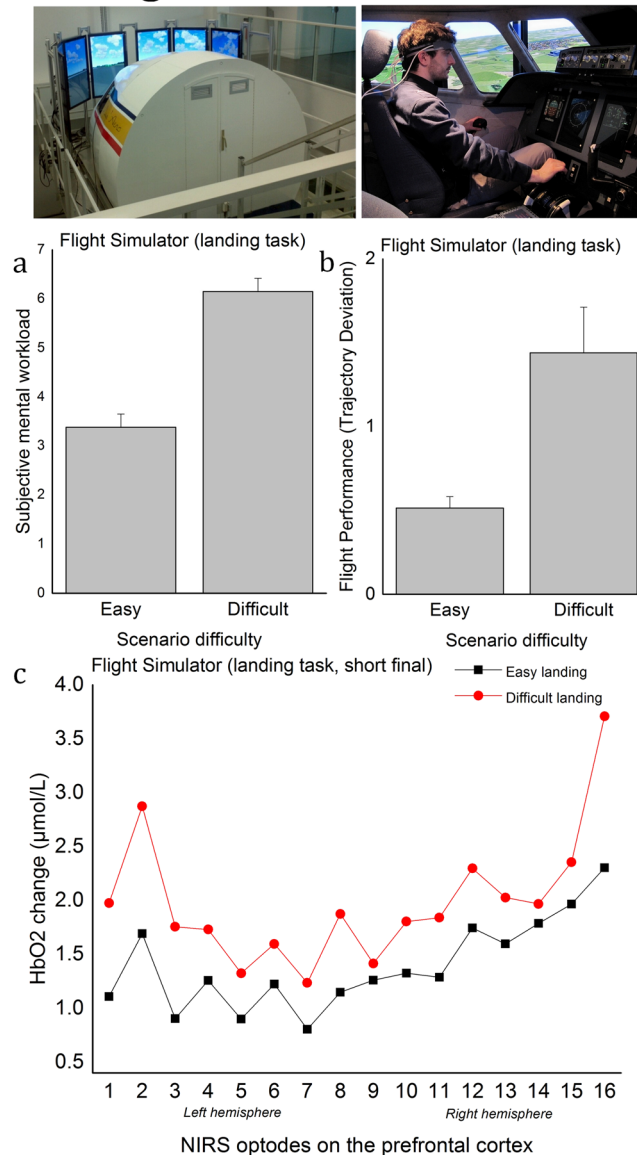 a
Flight Simulator (landing task)
Subjective mental workload
7
6
5
4
3
2
1
0
Easy
Difficult
Scenario difficulty
b
Flight Simulator (landing task)
Flight Performance (Trajectory Deviation)
2
1
0
Easy
Difficult
Scenario difficulty
c
Flight Simulator (landing task, short final)
Easy landing
Difficult landing
HbO2 change (µmol/L)
4.0
3.5
3.0
2.5
2.0
1.5
1.0
0.5
1 2 3 4 5 6 7 8 9 10 11 12 13 14 15 16
Left hemisphere
Right hemisphere
NIRS optodes on the prefrontal cortex